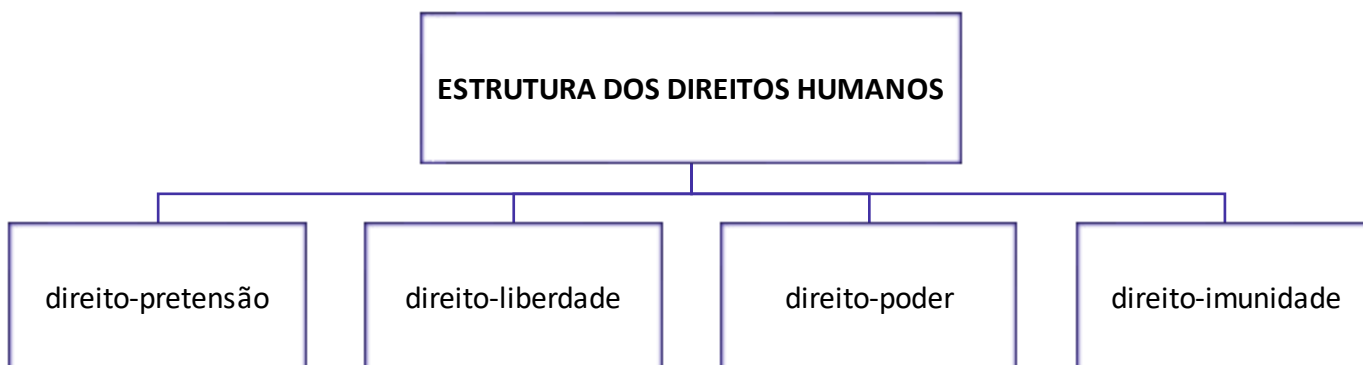 ESTRUTURA DOS DIREITOS HUMANOS
direito-pretensão
direito-liberdade
direito-poder
direito-imunidade